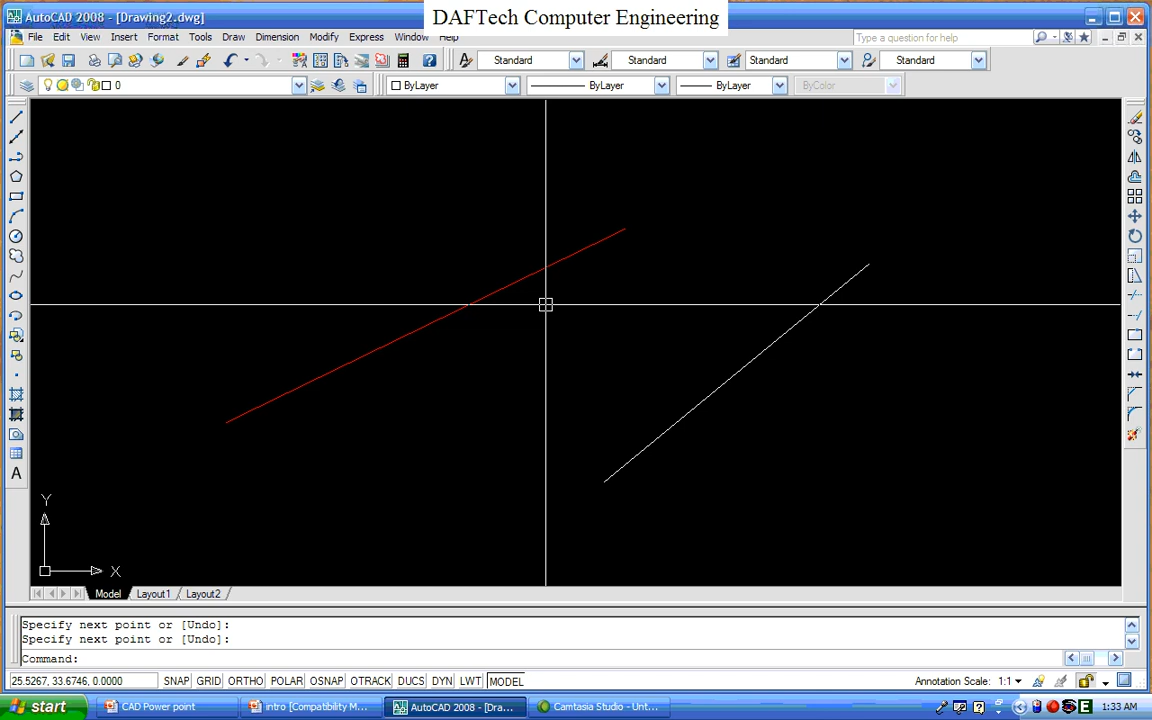 AutoCAD 2008 - [Drawing2.dwg]
DAFTech Computer Engineering
File Edit View Insert Format Tools Draw Dimension Modify Express Window Help
Type a question for help
Standard Standard Standard Standard
0 ByLayer ByLayer ByLayer ByColor
A
Y
X
Model Layout1 Layout2
Specify next point or [Undo]:
Specify next point or [Undo]:
Command:
25.5267, 33.6746, 0.0000 SNAP GRID ORTHO POLAR OSNAP OTRACK DUCS DYN LWT MODEL Annotation Scale: 1:1
start CAD Power point intro [Compatibility M... AutoCAD 2008 - [Dra... Camtasia Studio - Unt... E 1:33 AM